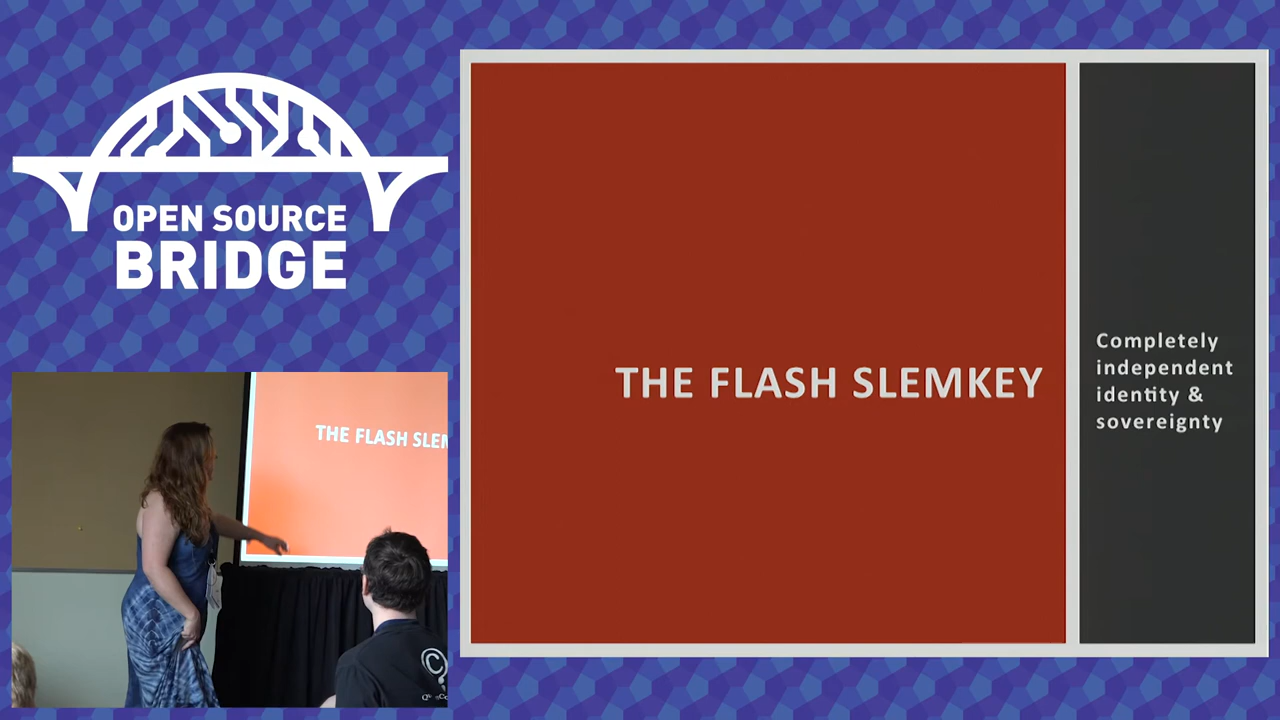 OPEN SOURCE
BRIDGE
THE FLASH SLEMKEY
Completely
independent
identity &
sovereignty
THE FLASH SLEM
C